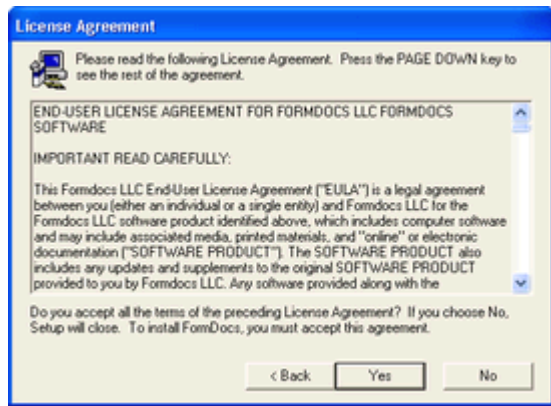 License Agreement
Please read the following License Agreement. Press the PAGE DOWN key to
see the rest of the agreement.
END-USER LICENSE AGREEMENT FOR FORMDOCS LLC FORMDOCS
SOFTWARE
IMPORTANT READ CAREFULLY:
This Formdocs LLC End-User License Agreement ("EULA") is a legal agreement
between you (either an individual or a single entity) and Formdocs LLC for the
Formdocs LLC software product identified above, which includes computer software
and may include associated media, printed materials, and "online" or electronic
documentation ("SOFTWARE PRODUCT"). The SOFTWARE PRODUCT also
includes any updates and supplements to the original SOFTWARE PRODUCT
provided to you by Formdocs LLC. Any software provided along with the
Do you accept all the terms of the preceding License Agreement? If you choose No,
Setup will close. To install FormDocs, you must accept this agreement.
< Back
Yes
No